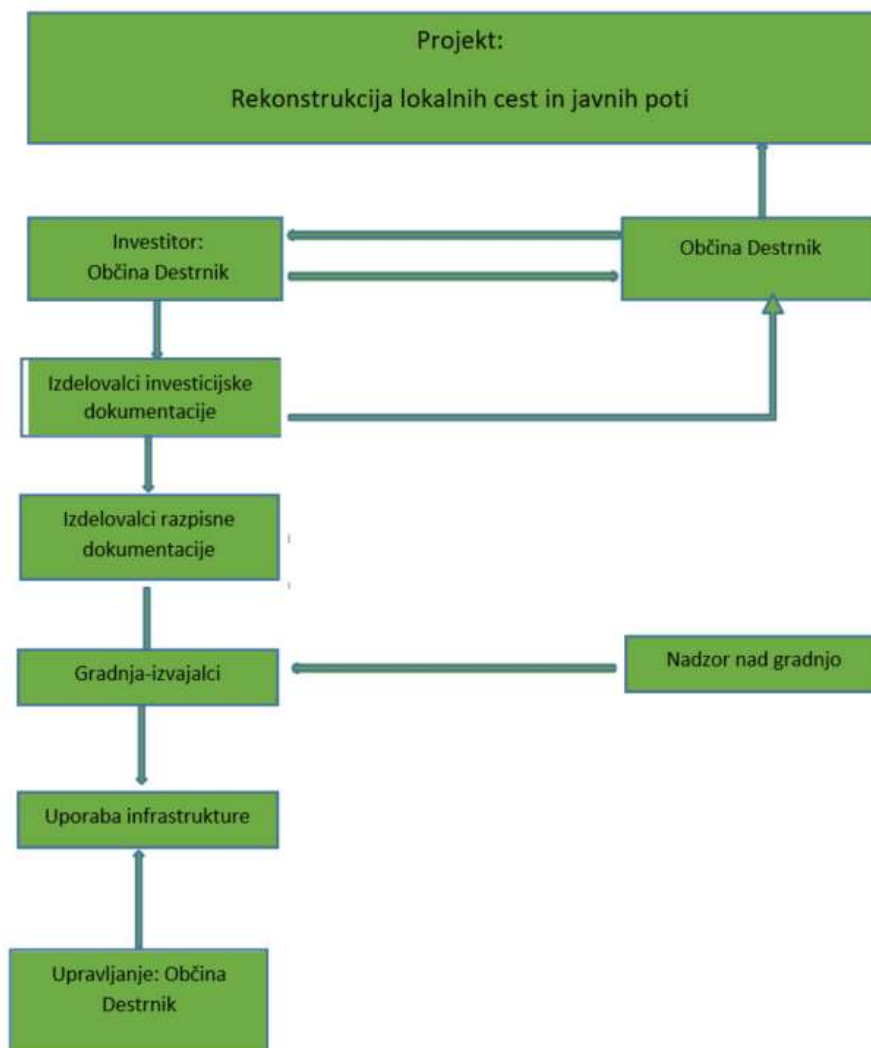 Projekt:
Rekonstrukcija lokalnih cest in javnih poti
Investitor:
Občina Destrnik
Občina Destrnik
Izdelovalci investicijske
dokumentacije
Izdelovalci razpisne
dokumentacije
Gradnja-izvajalci
Nadzor nad gradnjo
Uporaba infrastrukture
Upravljanje: Občina
Destrnik